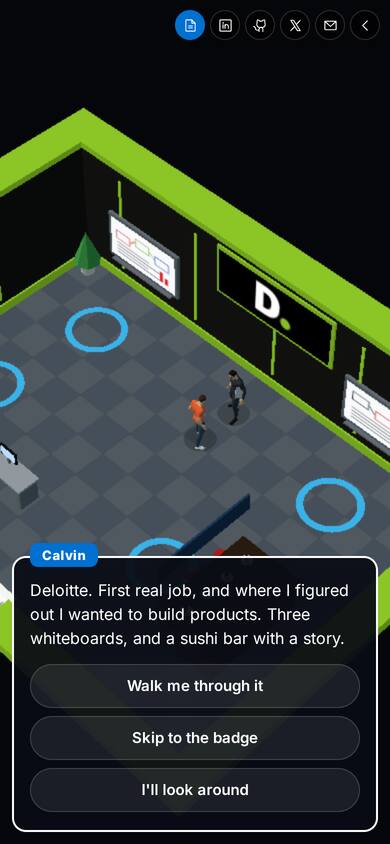 in
D.
Calvin
Deloitte. First real job, and where I figured
out I wanted to build products. Three
whiteboards, and a sushi bar with a story.
Walk me through it
Skip to the badge
I'll look around